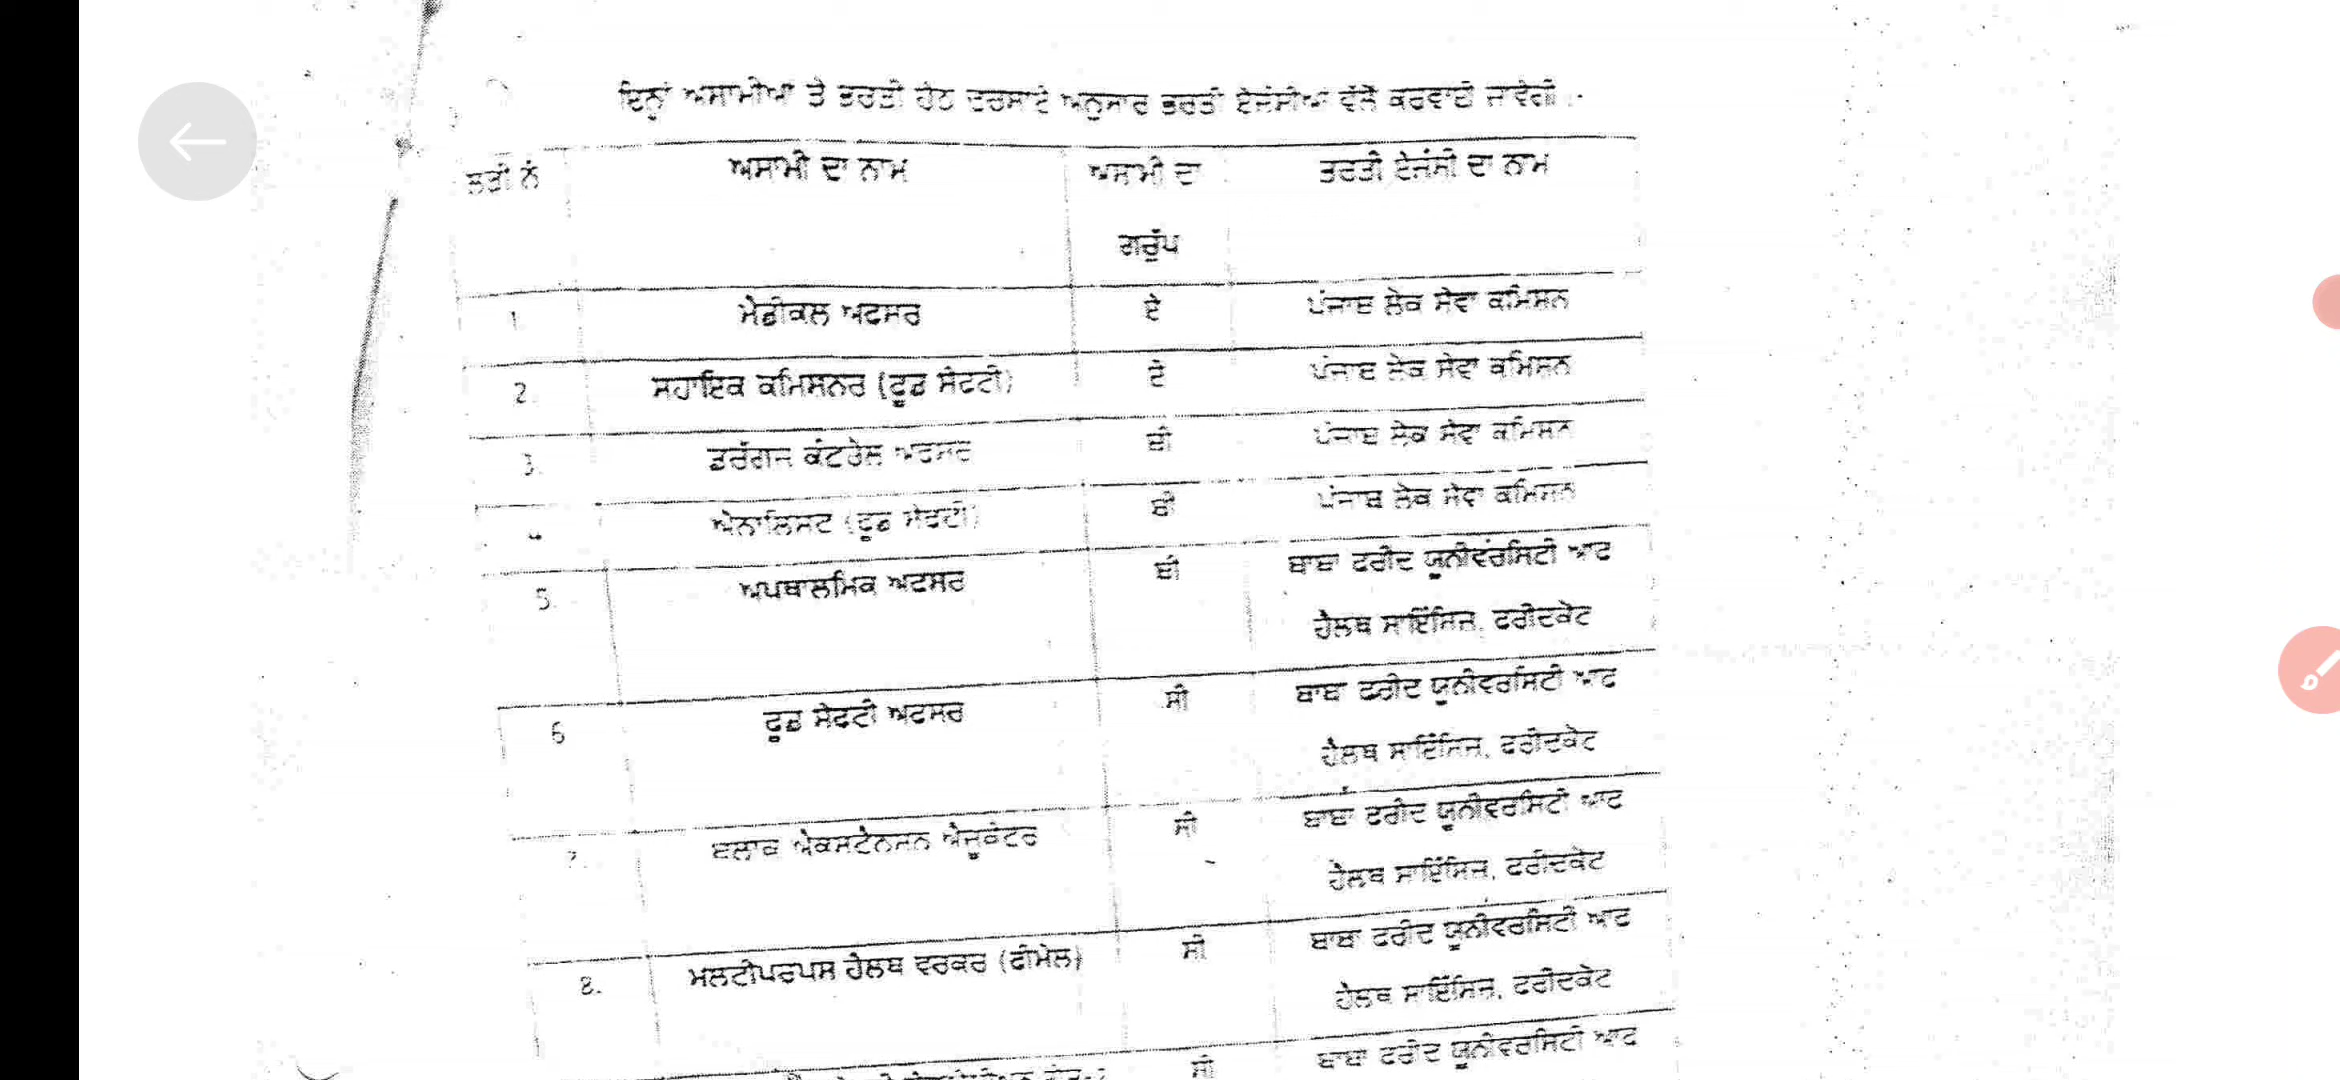 ਇਨ੍ਹਾਂ ਅਸਾਮੀਆਂ ਤੇ ਭਰਤੀ ਹੇਠ ਦਰਸਾਏ ਅਨੁਸਾਰ ਭਰਤੀ ਏਜੰਸੀਆਂ ਵੱਲੋਂ ਕਰਵਾਈ ਜਾਵੇਗੀ :-
ਲੜੀ ਨੰ ਅਸਾਮੀ ਦਾ ਨਾਮ ਅਸਾਮੀ ਦਾ ਭਰਤੀ ਏਜੰਸੀ ਦਾ ਨਾਮ
ਗਰੁੱਪ
1. ਮੈਡੀਕਲ ਅਫਸਰ ਏ ਪੰਜਾਬ ਲੋਕ ਸੇਵਾ ਕਮਿਸ਼ਨ
2. ਸਹਾਇਕ ਕਮਿਸ਼ਨਰ (ਫੂਡ ਸੇਫਟੀ) ਏ ਪੰਜਾਬ ਲੋਕ ਸੇਵਾ ਕਮਿਸ਼ਨ
3. ਡਰੱਗਜ ਕੰਟਰੋਲ ਅਫਸਰ ਬੀ ਪੰਜਾਬ ਲੋਕ ਸੇਵਾ ਕਮਿਸ਼ਨ
4 ਐਨਾਲਿਸਟ (ਫੂਡ ਸੇਫਟੀ) ਬੀ ਪੰਜਾਬ ਲੋਕ ਸੇਵਾ ਕਮਿਸ਼ਨ
5. ਅਪਥਾਲਮਿਕ ਅਫਸਰ ਬੀ ਬਾਬਾ ਫਰੀਦ ਯੂਨੀਵਰਸਿਟੀ ਆਫ
ਹੈਲਥ ਸਾਇੰਸਿਜ, ਫਰੀਦਕੋਟ
6 ਫੂਡ ਸੇਫਟੀ ਅਫਸਰ ਸੀ ਬਾਬਾ ਫਰੀਦ ਯੂਨੀਵਰਸਿਟੀ ਆਫ
ਹੈਲਥ ਸਾਇੰਸਿਜ, ਫਰੀਦਕੋਟ
7. ਬਲਾਕ ਐਕਸਟੈਨਸ਼ਨ ਐਜੂਕੇਟਰ ਸੀ ਬਾਬਾ ਫਰੀਦ ਯੂਨੀਵਰਸਿਟੀ ਆਫ
ਹੈਲਥ ਸਾਇੰਸਿਜ, ਫਰੀਦਕੋਟ
8. ਮਲਟੀਪਰਪਸ ਹੈਲਥ ਵਰਕਰ (ਫੀਮੇਲ) ਸੀ ਬਾਬਾ ਫਰੀਦ ਯੂਨੀਵਰਸਿਟੀ ਆਫ
ਹੈਲਥ ਸਾਇੰਸਿਜ, ਫਰੀਦਕੋਟ
ਸੀ ਬਾਬਾ ਫਰੀਦ ਯੂਨੀਵਰਸਿਟੀ ਆਫ